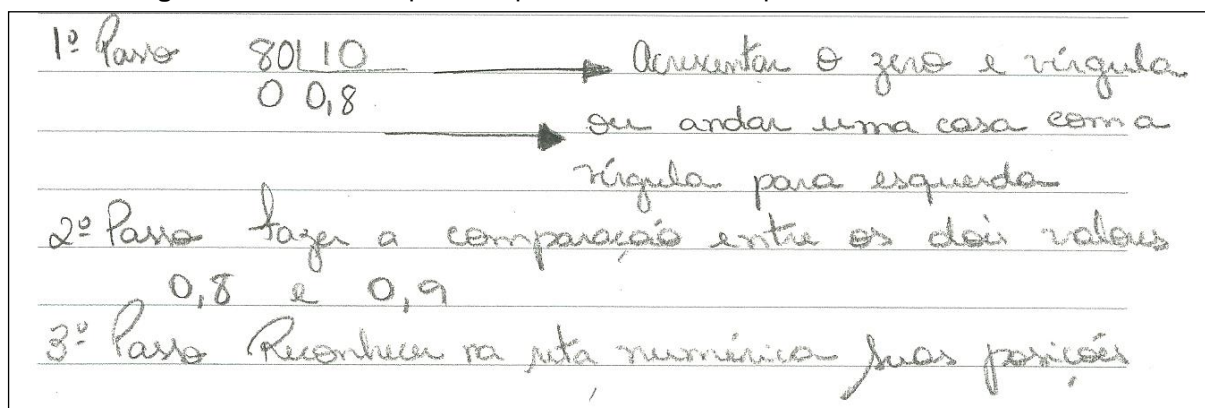 1º Passo 80 10 Acrescentar o zero e vírgula
0 0,8
ou andar uma casa com a
vírgula para esquerda
2º Passo fazer a comparação entre os dois valores
0,8 e 0,9
3º Passo Reconhecer na reta numérica suas posições